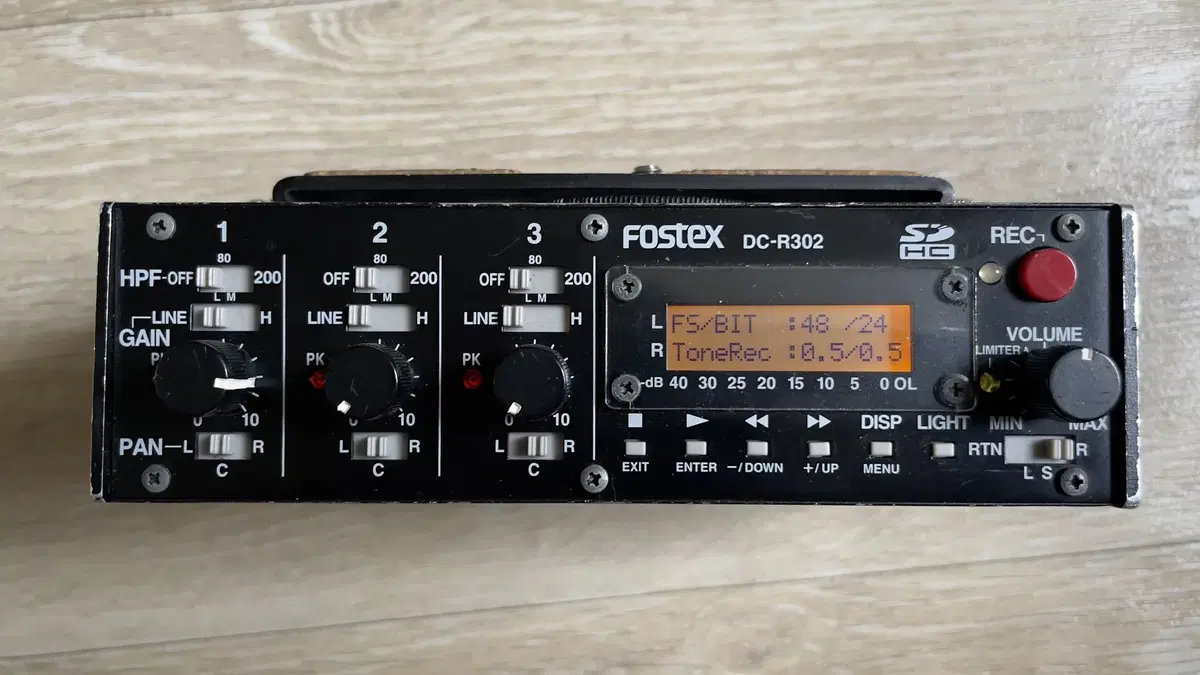 1 2 3
FOSTEX DC-R302 SD HC REC
80 80 80
HPF OFF 200 OFF 200 OFF 200
L M L M L M
GAIN LINE H LINE H LINE H
PK PK
0 10 0 10 0 10
PAN L R L R L R
C C C
L FS/BIT :48 /24
R ToneRec :0.5/0.5
-dB 40 30 25 20 15 10 5 0 OL
VOLUME
LIMITER
MIN MAX
DISP LIGHT
RTN R
L S
EXIT ENTER −/DOWN +/UP MENU